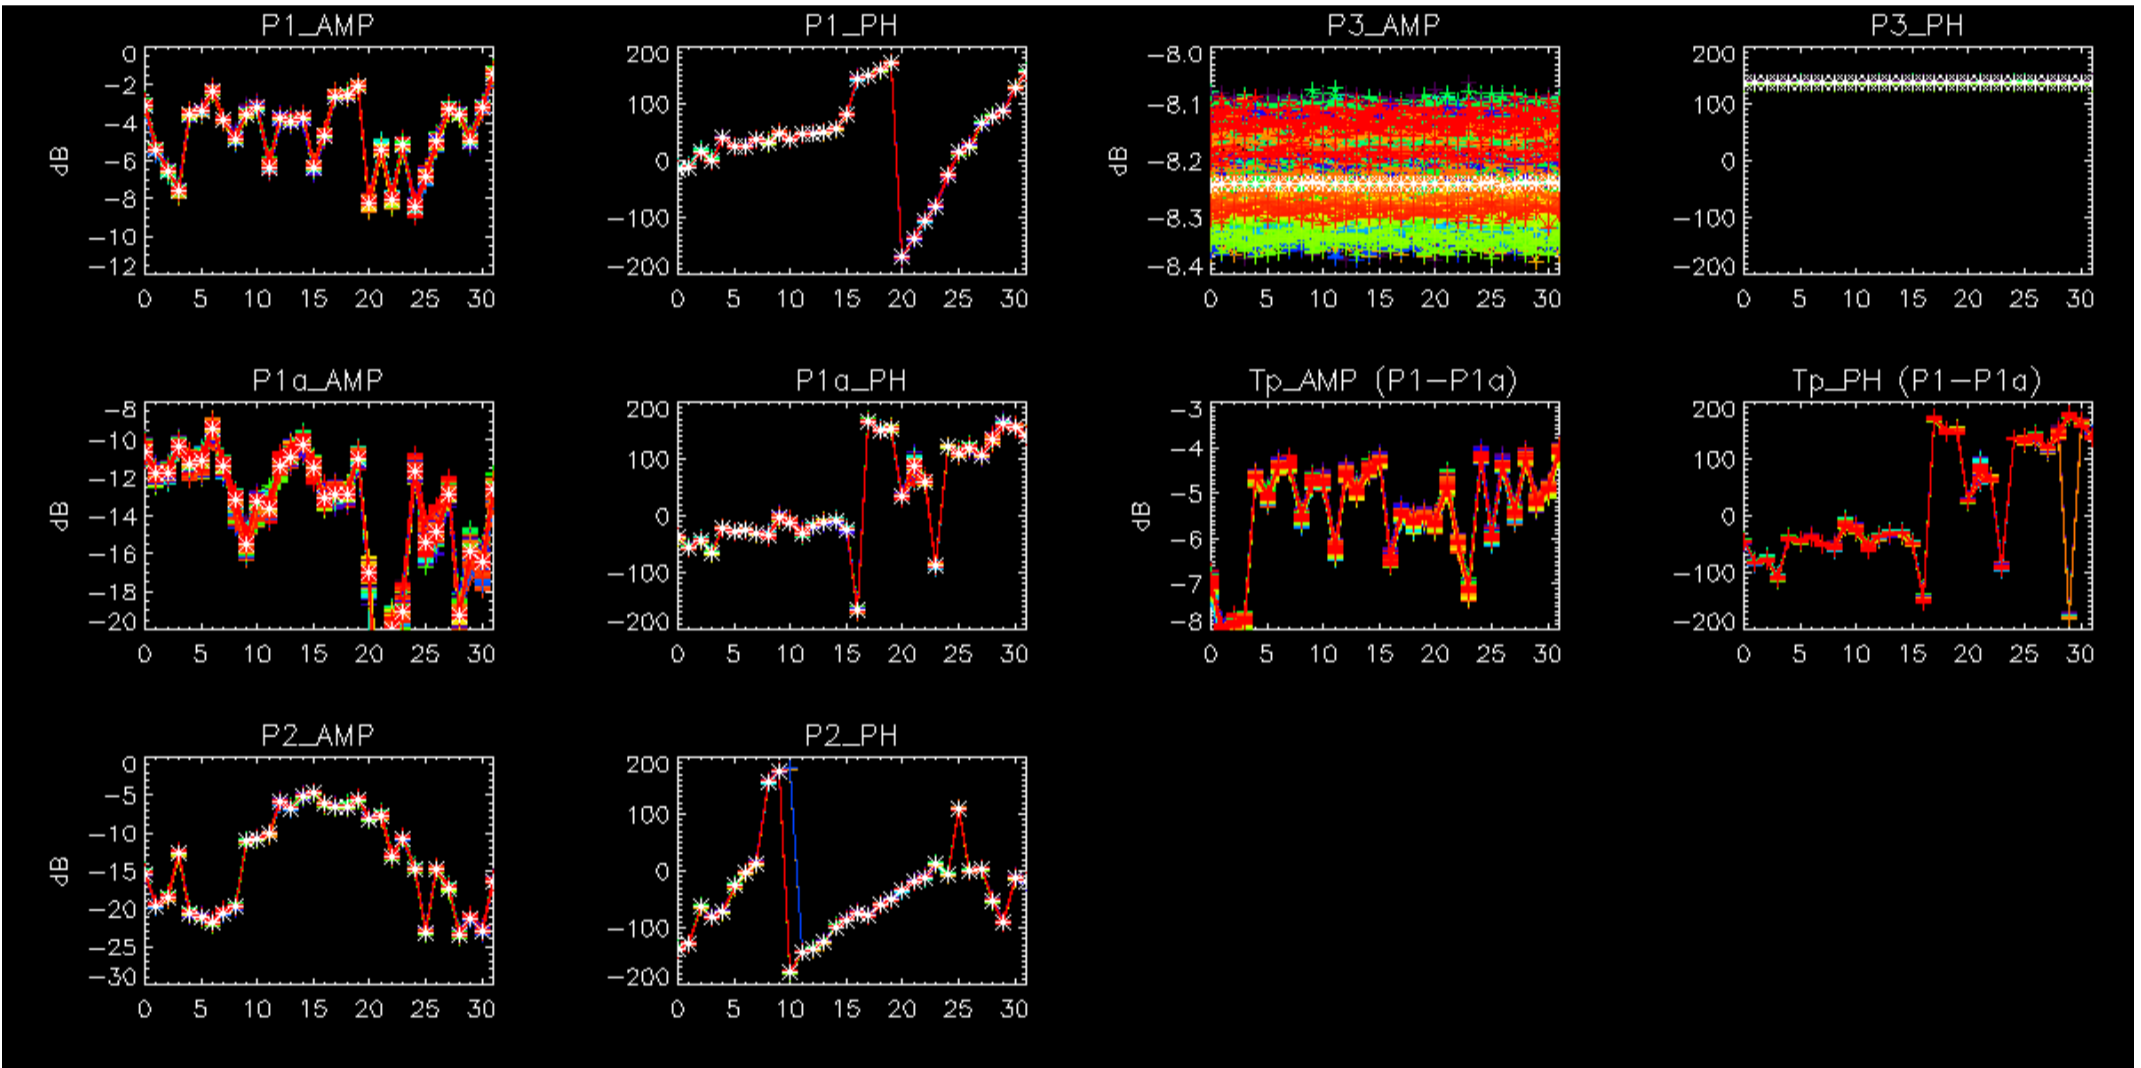 P1_AMP
0
−2
−4
−6
−8
−10
−12
dB
0 5 10 15 20 25 30
P1_PH
200
100
0
−100
−200
0 5 10 15 20 25 30
P3_AMP
−8.0
−8.1
−8.2
−8.3
−8.4
dB
0 5 10 15 20 25 30
P3_PH
200
100
0
−100
−200
0 5 10 15 20 25 30
P1a_AMP
−8
−10
−12
−14
−16
−18
−20
dB
0 5 10 15 20 25 30
P1a_PH
200
100
0
−100
−200
0 5 10 15 20 25 30
Tp_AMP (P1−P1a)
−3
−4
−5
−6
−7
−8
dB
0 5 10 15 20 25 30
Tp_PH (P1−P1a)
200
100
0
−100
−200
0 5 10 15 20 25 30
P2_AMP
0
−5
−10
−15
−20
−25
−30
dB
0 5 10 15 20 25 30
P2_PH
200
100
0
−100
−200
0 5 10 15 20 25 30